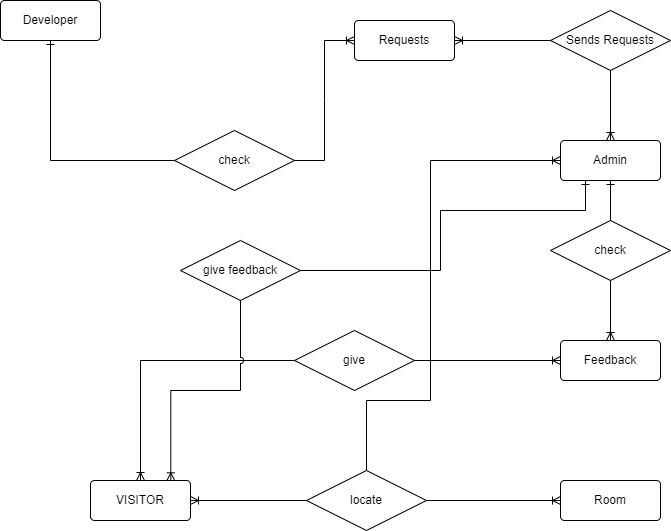 Developer
Requests
Sends Requests
check
Admin
check
give feedback
give
Feedback
VISITOR
locate
Room